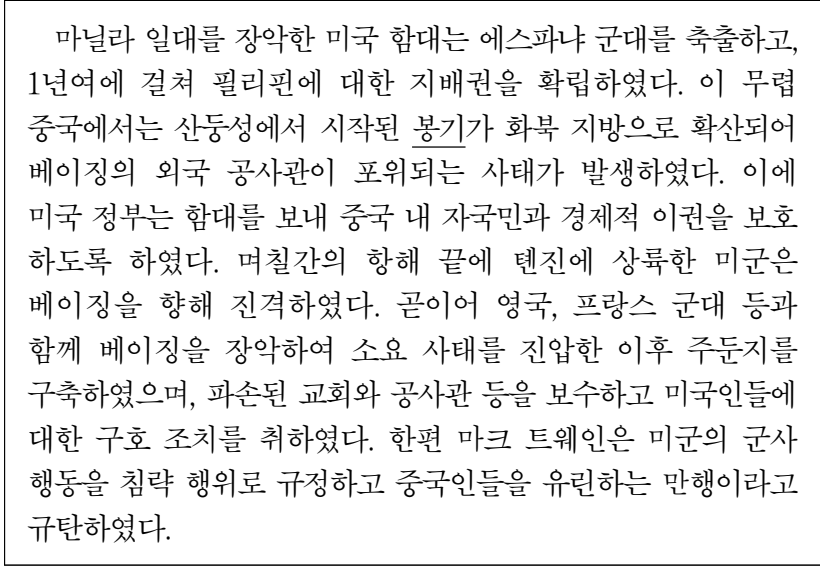 마닐라 일대를 장악한 미국 함대는 에스파냐 군대를 축출하고,
1년여에 걸쳐 필리핀에 대한 지배권을 확립하였다. 이 무렵
중국에서는 산둥성에서 시작된 봉기가 화북 지방으로 확산되어
베이징의 외국 공사관이 포위되는 사태가 발생하였다. 이에
미국 정부는 함대를 보내 중국 내 자국민과 경제적 이권을 보호
하도록 하였다. 며칠간의 항해 끝에 톈진에 상륙한 미군은
베이징을 향해 진격하였다. 곧이어 영국, 프랑스 군대 등과
함께 베이징을 장악하여 소요 사태를 진압한 이후 주둔지를
구축하였으며, 파손된 교회와 공사관 등을 보수하고 미국인들에
대한 구호 조치를 취하였다. 한편 마크 트웨인은 미군의 군사
행동을 침략 행위로 규정하고 중국인들을 유린하는 만행이라고
규탄하였다.